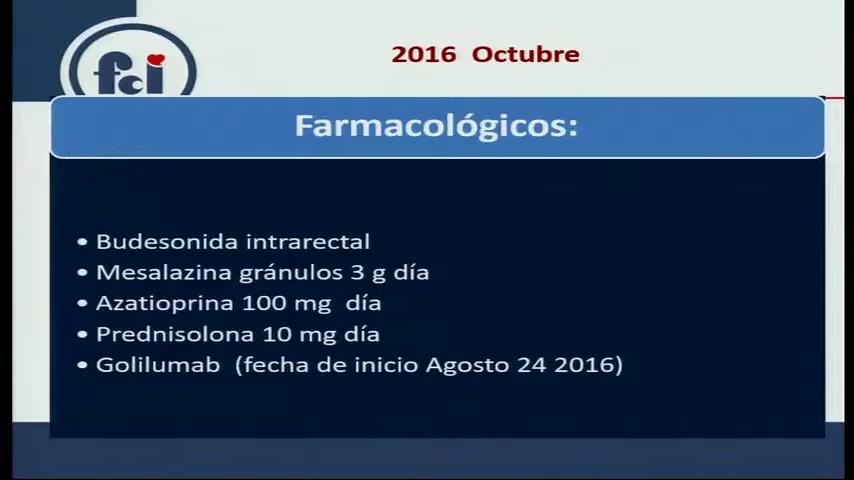 2016 Octubre
fci
Farmacológicos:
• Budesonida intrarectal
• Mesalazina gránulos 3 g día
• Azatioprina 100 mg día
• Prednisolona 10 mg día
• Golilumab (fecha de inicio Agosto 24 2016)